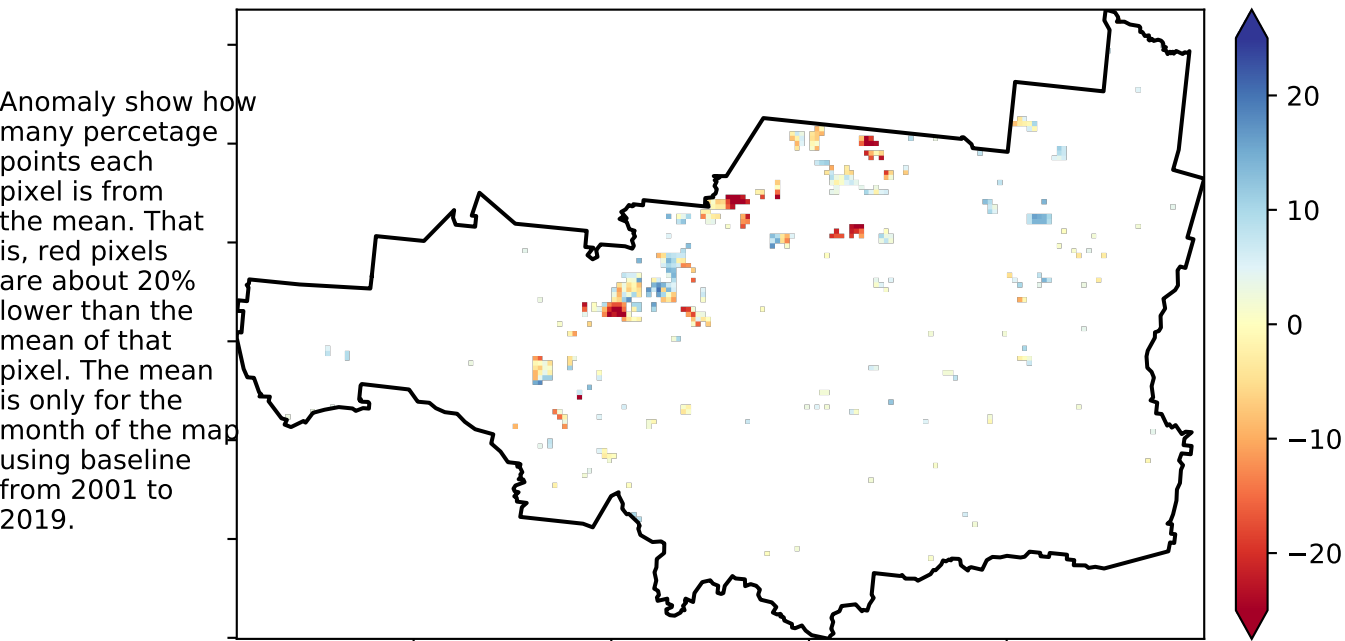 Anomaly show how
many percetage
points each
pixel is from
the mean. That
is, red pixels
are about 20%
lower than the
mean of that
pixel. The mean
is only for the
month of the map
using baseline
from 2001 to
2019.
20
10
0
−10
−20